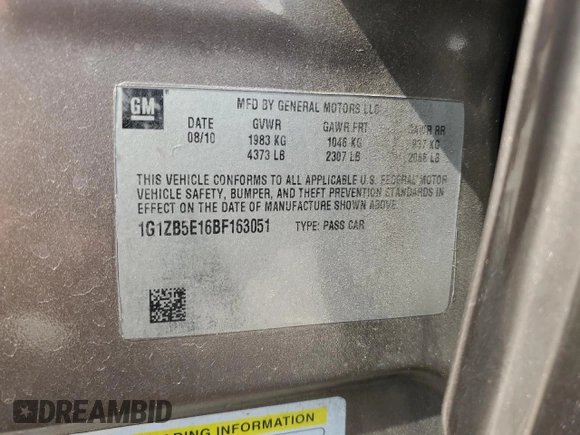 GM
MFD BY GENERAL MOTORS LLC
DATE GVWR GAWR FRT GAWR RR
08/10 1983 KG 1046 KG 937 KG
4373 LB 2307 LB 2066 LB
THIS VEHICLE CONFORMS TO ALL APPLICABLE U.S. FEDERAL MOTOR
VEHICLE SAFETY, BUMPER, AND THEFT PREVENTION STANDARDS IN
EFFECT ON THE DATE OF MANUFACTURE SHOWN ABOVE.
1G1ZB5E16BF163051 TYPE: PASS CAR
INFORMATION
DREAMBID